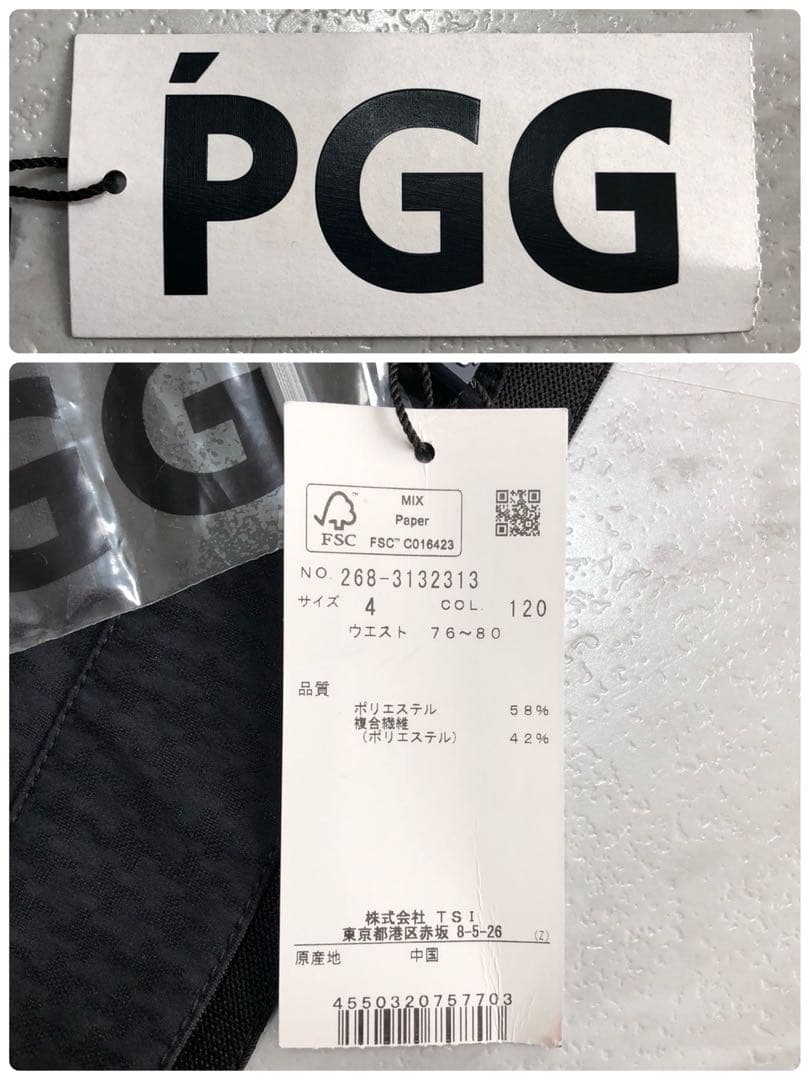 ṔGG
GG
MIX
Paper
FSC™ C016423
FSC
NO. 268-3132313
サイズ 4 COL. 120
ウエスト 76~80
品質
ポリエステル 58%
複合繊維
(ポリエステル) 42%
株式会社 TSI
東京都港区赤坂 8-5-26 (Z)
原産地 中国
4550320757703